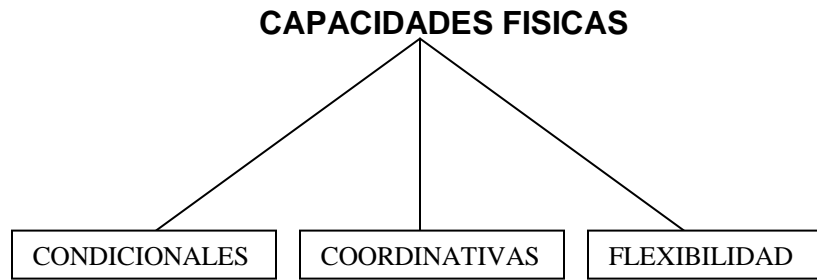 CAPACIDADES FISICAS
CONDICIONALES
COORDINATIVAS
FLEXIBILIDAD